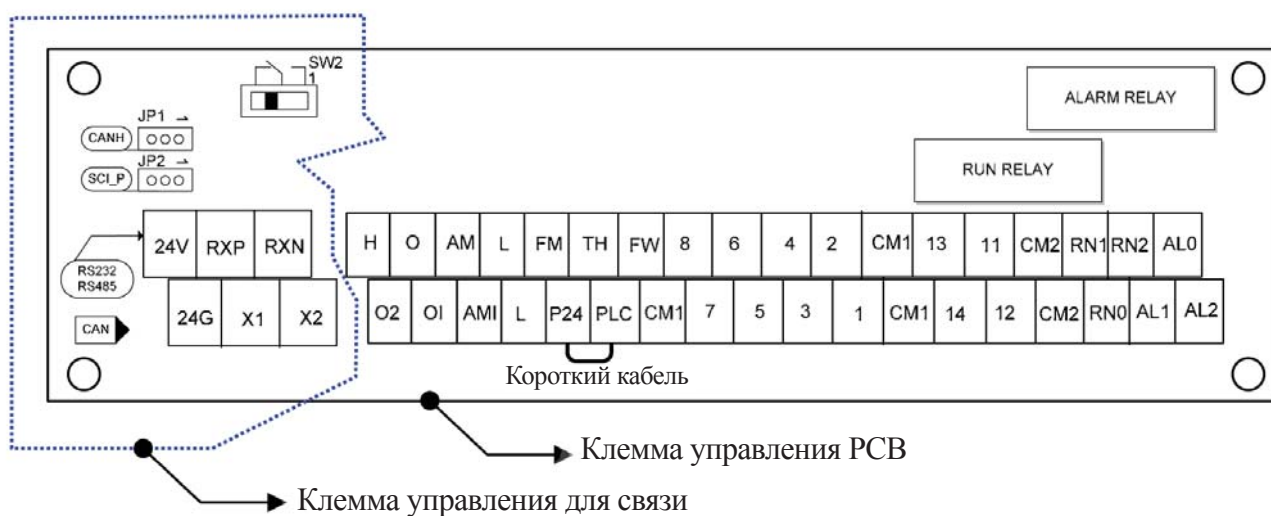 SW2
1
JP1
CANH
JP2
SCI_P
ALARM RELAY
RUN RELAY
24V RXP RXN
H O AM L FM TH FW 8 6 4 2 CM1 13 11 CM2 RN1 RN2 AL0
RS232
RS485
24G X1 X2
O2 OI AMI L P24 PLC CM1 7 5 3 1 CM1 14 12 CM2 RN0 AL1 AL2
CAN
Короткий кабель
Клемма управления PCB
Клемма управления для связи